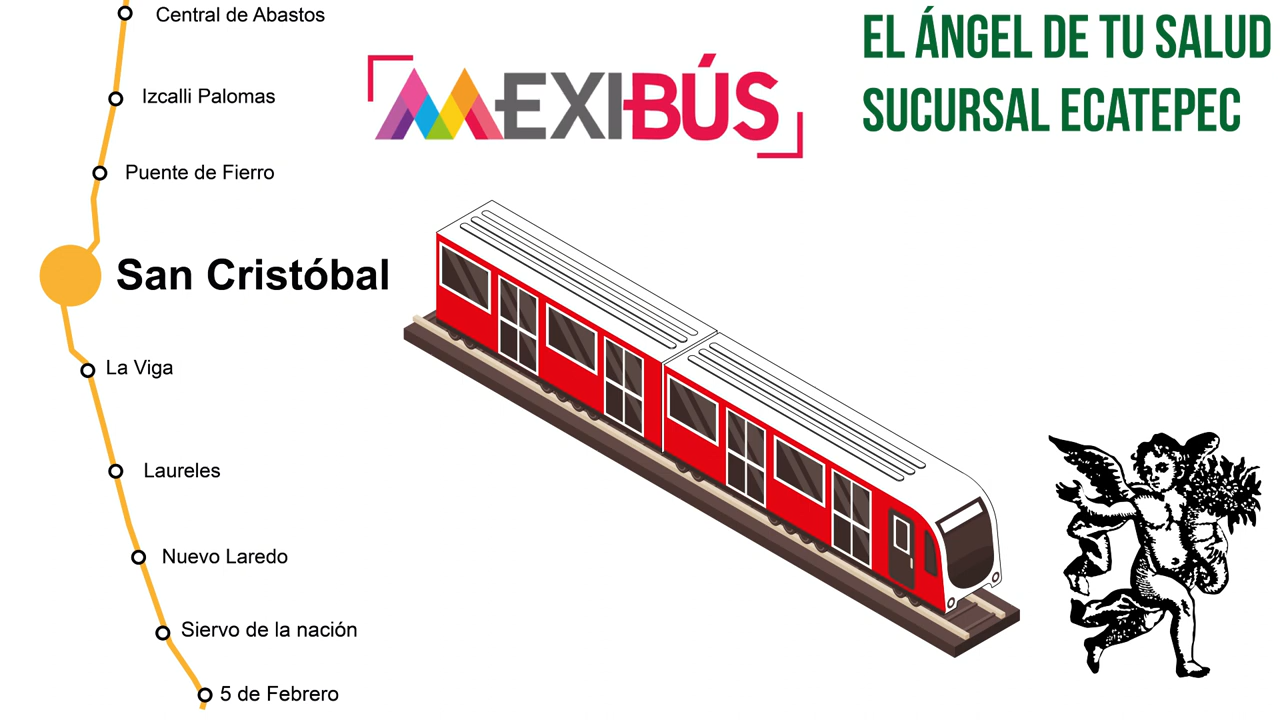 Central de Abastos
Izcalli Palomas
Puente de Fierro
San Cristóbal
La Viga
Laureles
Nuevo Laredo
Siervo de la nación
5 de Febrero
MEXIBÚS
EL ÁNGEL DE TU SALUD
SUCURSAL ECATEPEC